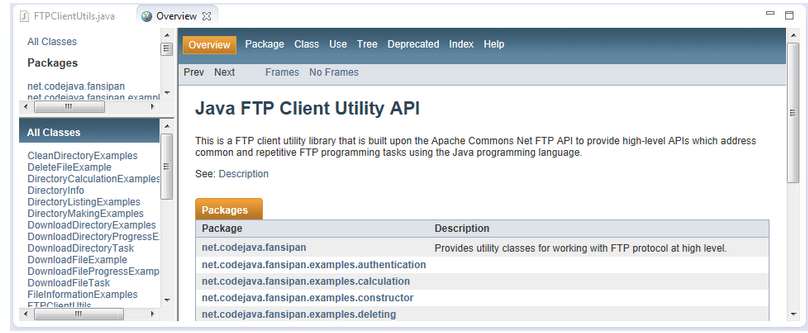 FTPClientUtils.java
Overview
All Classes
Packages
net.codejava.fansipan
net.codejava.fansipan.exampl
All Classes
CleanDirectoryExamples
DeleteFileExample
DirectoryCalculationExamples
DirectoryInfo
DirectoryListingExamples
DirectoryMakingExamples
DownloadDirectoryExamples
DownloadDirectoryProgressE
DownloadDirectoryTask
DownloadFileExample
DownloadFileProgressExamp
DownloadFileTask
FileInformationExamples
FTPClientUtils
Overview Package Class Use Tree Deprecated Index Help
Prev Next Frames No Frames
Java FTP Client Utility API
This is a FTP client utility library that is built upon the Apache Commons Net FTP API to provide high-level APIs which address
common and repetitive FTP programming tasks using the Java programming language.
See: Description
Packages
Package Description
net.codejava.fansipan Provides utility classes for working with FTP protocol at high level.
net.codejava.fansipan.examples.authentication
net.codejava.fansipan.examples.calculation
net.codejava.fansipan.examples.constructor
net.codejava.fansipan.examples.deleting